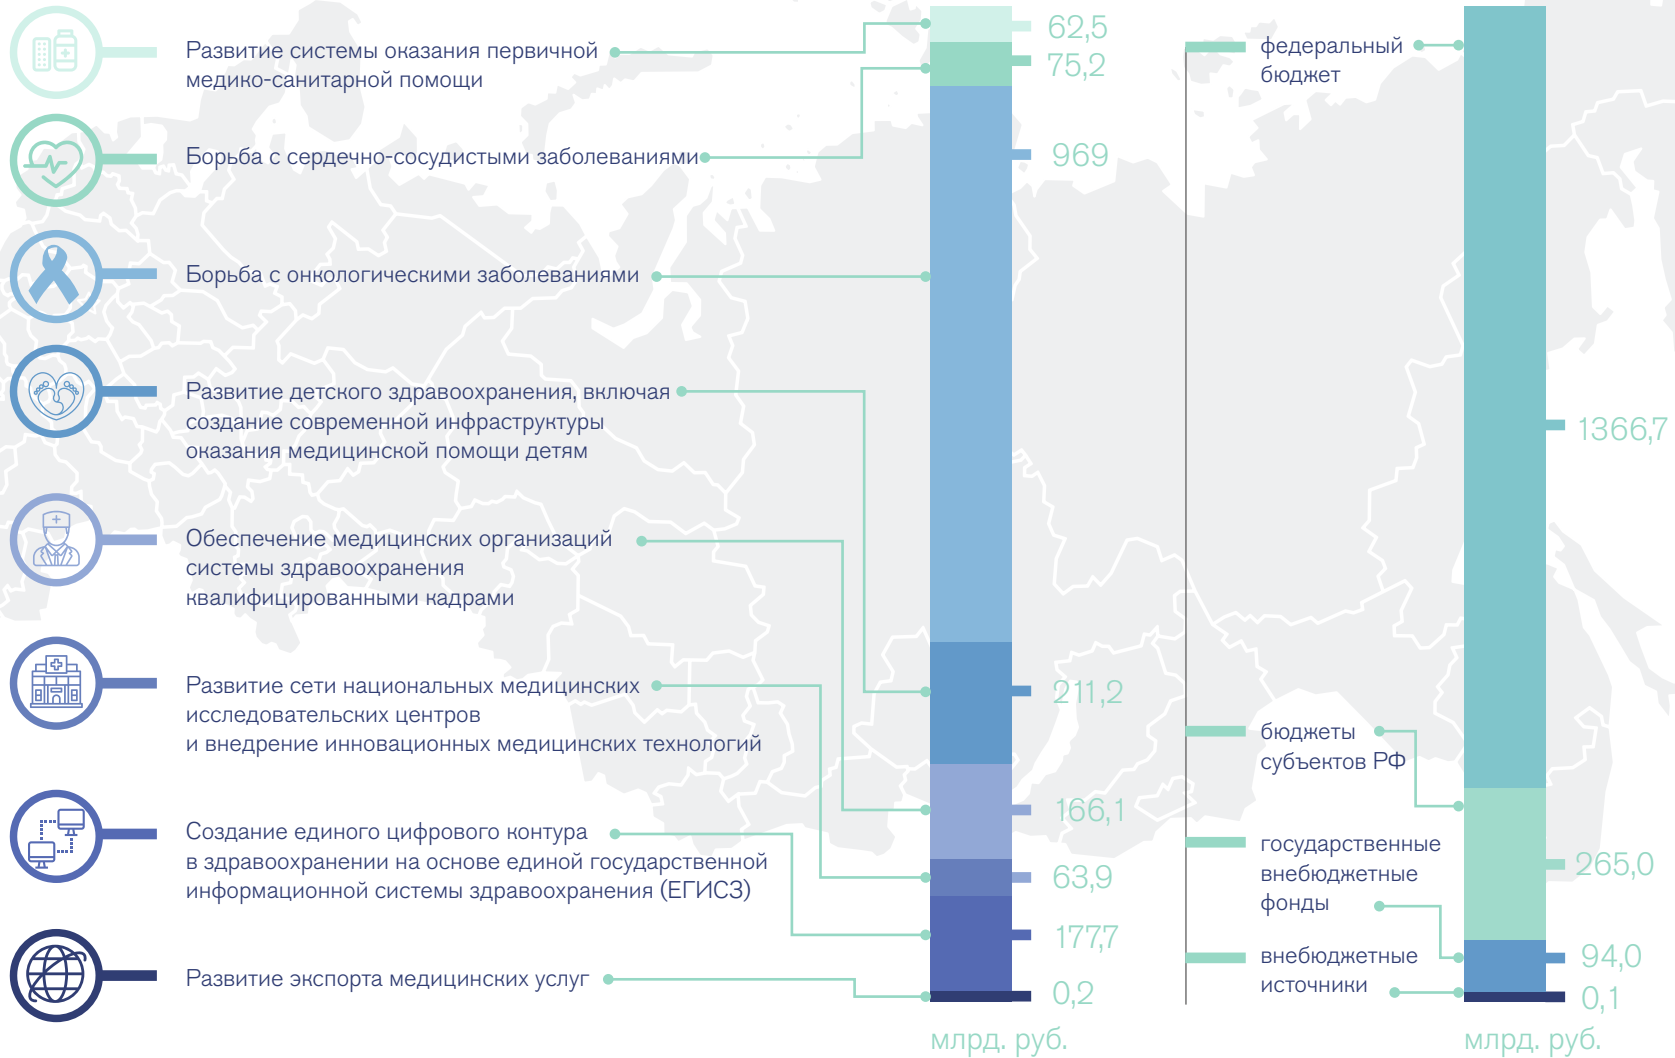 Развитие системы оказания первичной
медико-санитарной помощи
Борьба с сердечно-сосудистыми заболеваниями
Борьба с онкологическими заболеваниями
Развитие детского здравоохранения, включая
создание современной инфраструктуры
оказания медицинской помощи детям
Обеспечение медицинских организаций
системы здравоохранения
квалифицированными кадрами
Развитие сети национальных медицинских
исследовательских центров
и внедрение инновационных медицинских технологий
Создание единого цифрового контура
в здравоохранении на основе единой государственной
информационной системы здравоохранения (ЕГИСЗ)
Развитие экспорта медицинских услуг
62,5
75,2
969
211,2
166,1
63,9
177,7
0,2
млрд. руб.
федеральный
бюджет
бюджеты
субъектов РФ
государственные
внебюджетные
фонды
внебюджетные
источники
1366,7
265,0
94,0
0,1
млрд. руб.